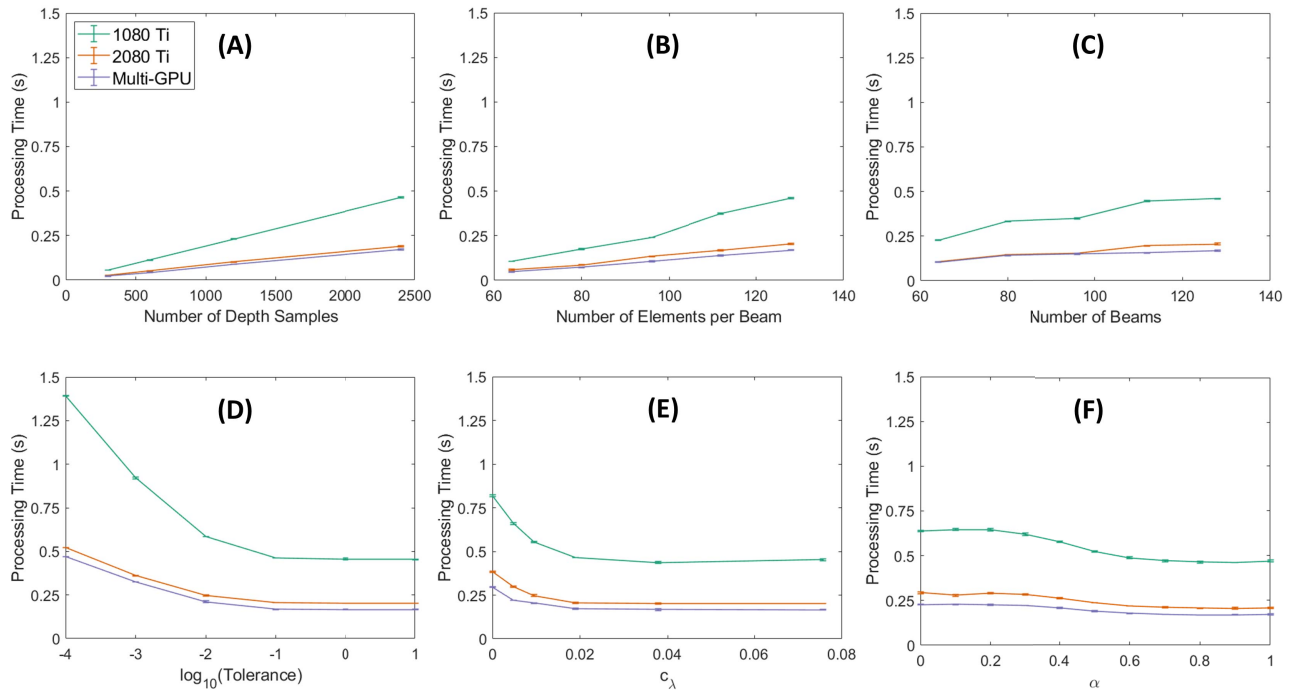 (A)
1080 Ti
2080 Ti
Multi-GPU
Processing Time (s)
1.5
1.25
1
0.75
0.5
0.25
0
0 500 1000 1500 2000 2500
Number of Depth Samples
(B)
Processing Time (s)
1.5
1.25
1
0.75
0.5
0.25
0
60 80 100 120 140
Number of Elements per Beam
(C)
Processing Time (s)
1.5
1.25
1
0.75
0.5
0.25
0
60 80 100 120 140
Number of Beams
(D)
Processing Time (s)
1.5
1.25
1
0.75
0.5
0.25
0
-4 -3 -2 -1 0 1
log10(Tolerance)
(E)
Processing Time (s)
1.5
1.25
1
0.75
0.5
0.25
0
0 0.02 0.04 0.06 0.08
cλ
(F)
Processing Time (s)
1.5
1.25
1
0.75
0.5
0.25
0
0 0.2 0.4 0.6 0.8 1
α